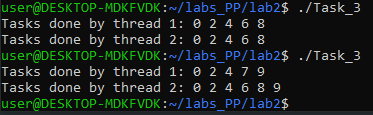 user@DESKTOP-MDKFVDK:~/labs_PP/lab2$ ./Task_3
Tasks done by thread 1: 0 2 4 6 8
Tasks done by thread 2: 0 2 4 6 8
user@DESKTOP-MDKFVDK:~/labs_PP/lab2$ ./Task_3
Tasks done by thread 1: 0 2 4 7 9
Tasks done by thread 2: 0 2 4 6 8 9
user@DESKTOP-MDKFVDK:~/labs_PP/lab2$